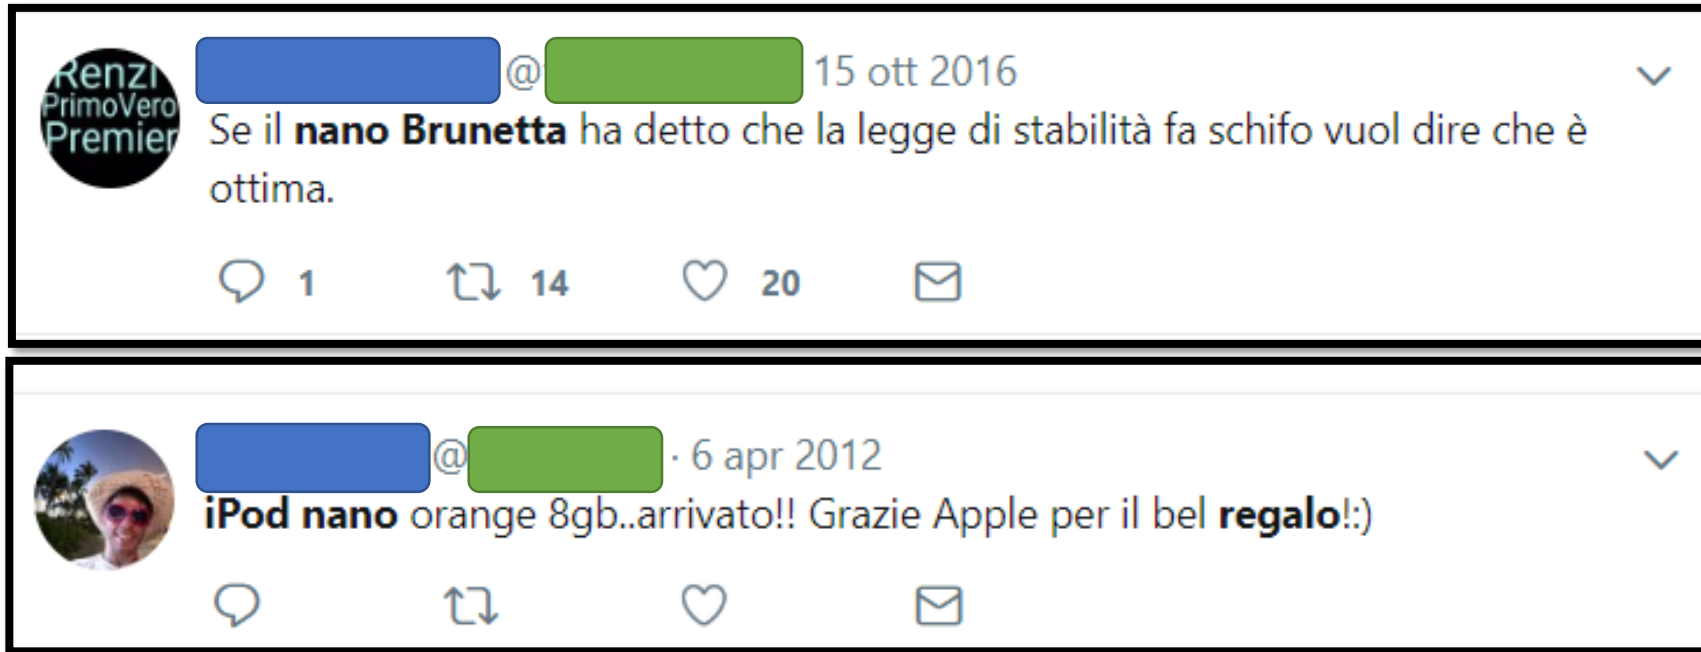 Renzi
PrimoVero
Premier
@ 15 ott 2016
Se il nano Brunetta ha detto che la legge di stabilità fa schifo vuol dire che è
ottima.
1 14 20
@ · 6 apr 2012
iPod nano orange 8gb..arrivato!! Grazie Apple per il bel regalo!:)